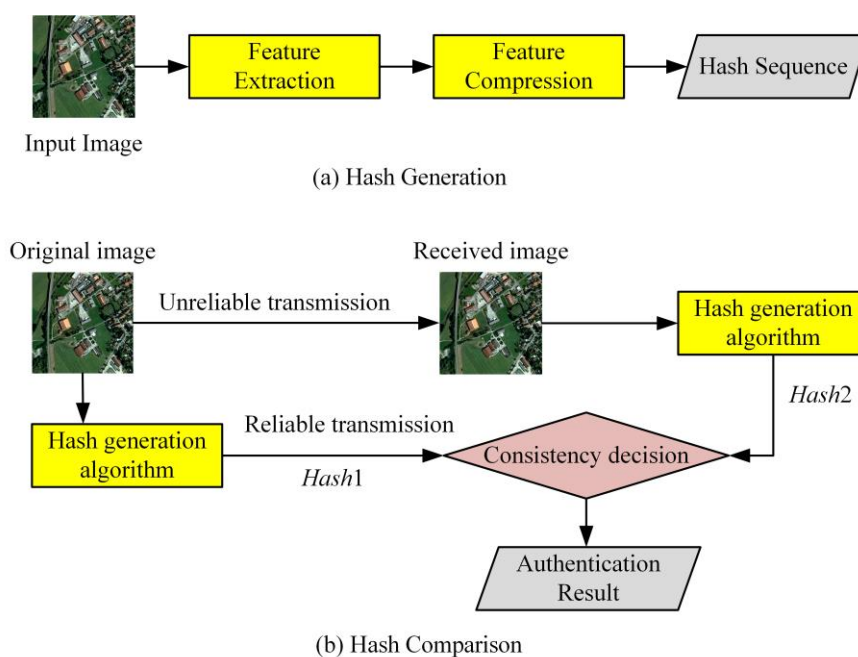 Feature
Extraction
Feature
Compression
Hash Sequence
Input Image
(a) Hash Generation
Original image
Received image
Unreliable transmission
Hash generation
algorithm
Hash2
Reliable transmission
Hash generation
algorithm
Hash1
Consistency decision
Authentication
Result
(b) Hash Comparison